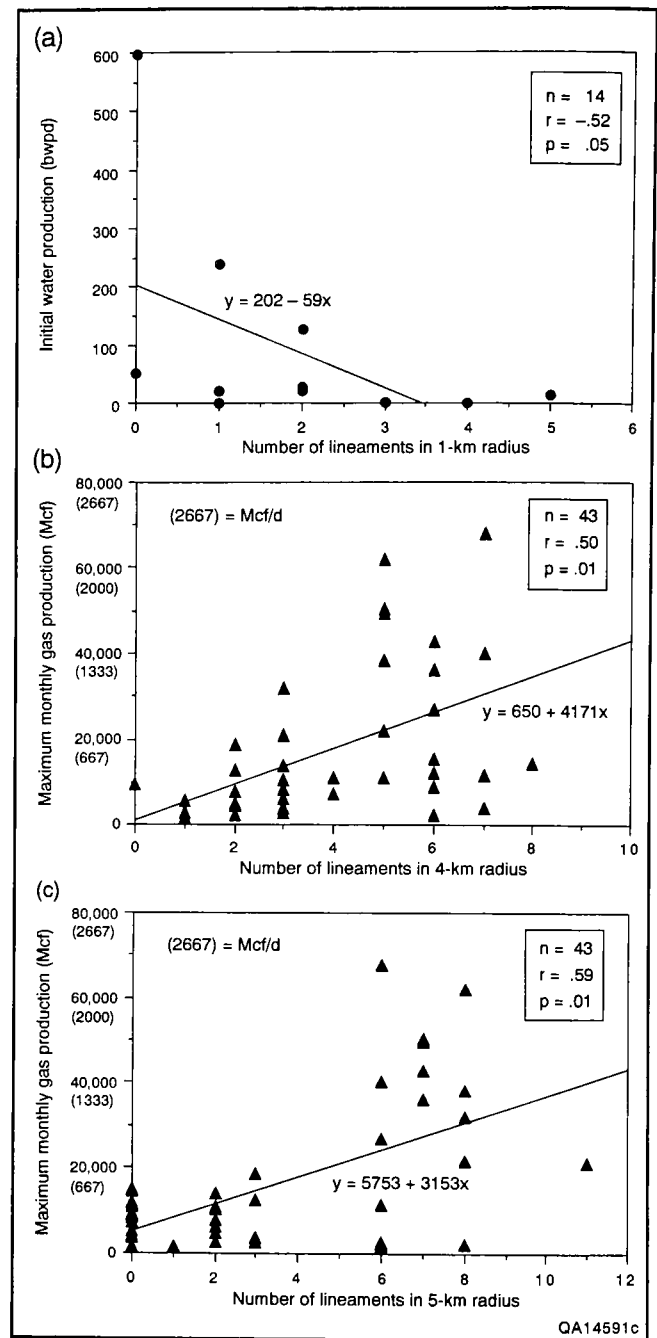 (a)
600
500
400
300
200
100
0
Initial water production (bwpd)
n = 14
r = –.52
p = .05
y = 202 – 59x
0 1 2 3 4 5 6
Number of lineaments in 1-km radius
(b)
80,000
(2667)
60,000
(2000)
40,000
(1333)
20,000
(667)
0
Maximum monthly gas production (Mcf)
(2667) = Mcf/d
n = 43
r = .50
p = .01
y = 650 + 4171x
0 2 4 6 8 10
Number of lineaments in 4-km radius
(c)
80,000
(2667)
60,000
(2000)
40,000
(1333)
20,000
(667)
0
Maximum monthly gas production (Mcf)
(2667) = Mcf/d
n = 43
r = .59
p = .01
y = 5753 + 3153x
0 2 4 6 8 10 12
Number of lineaments in 5-km radius
QA14591c